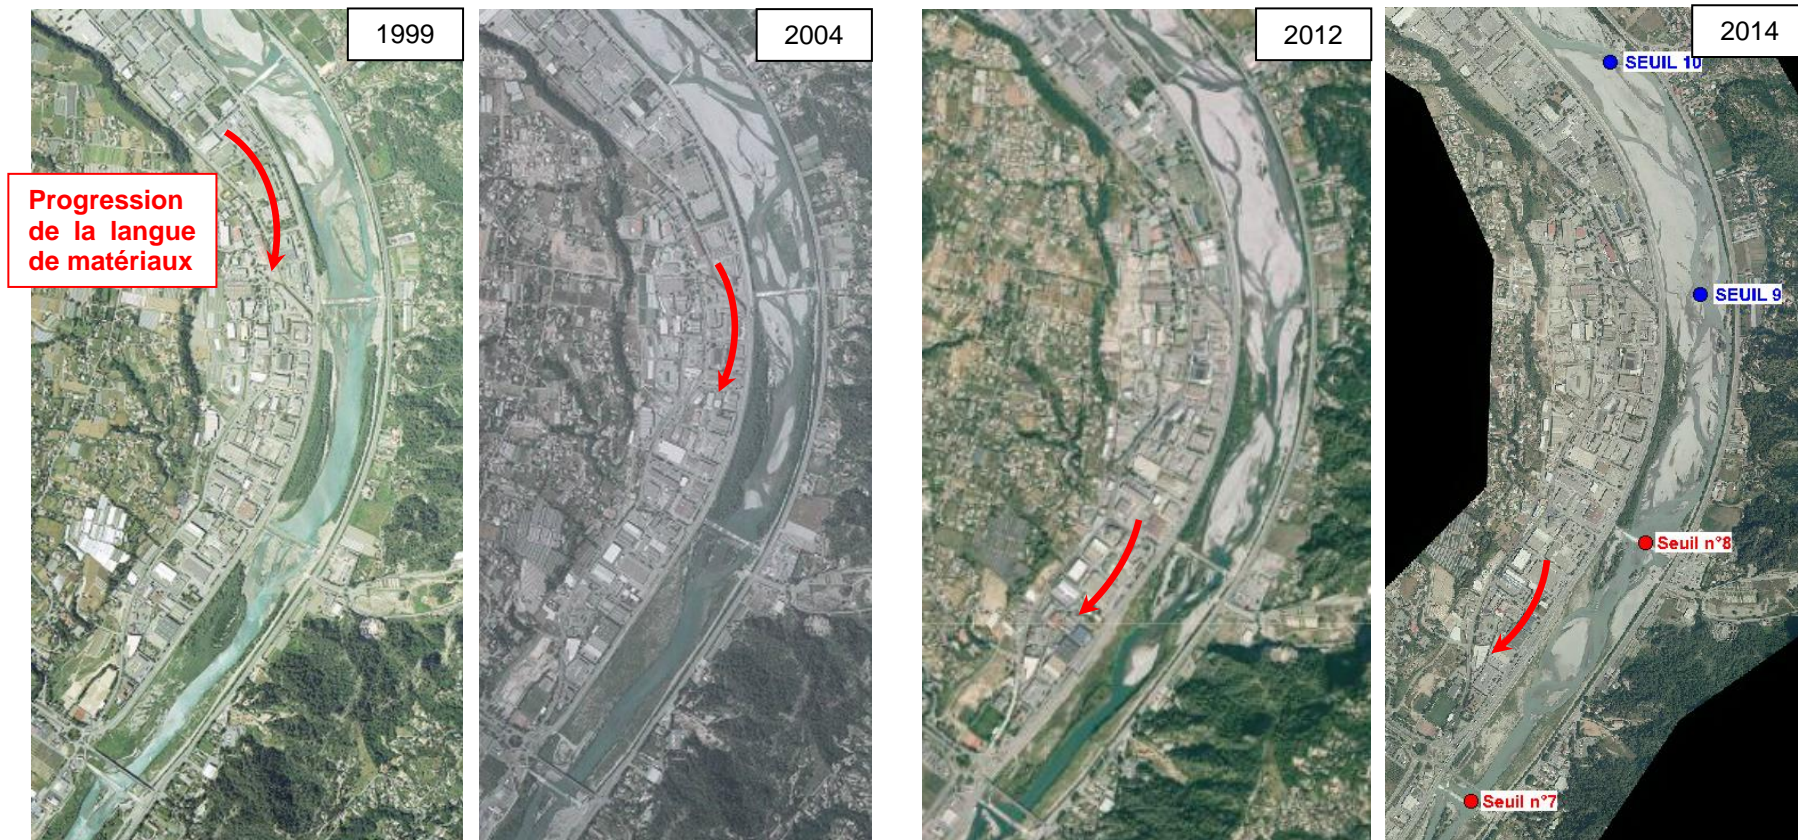 1999
2004
2012
2014
Progression
de la langue
de matériaux
SEUIL 10
SEUIL 9
Seuil n°8
Seuil n°7